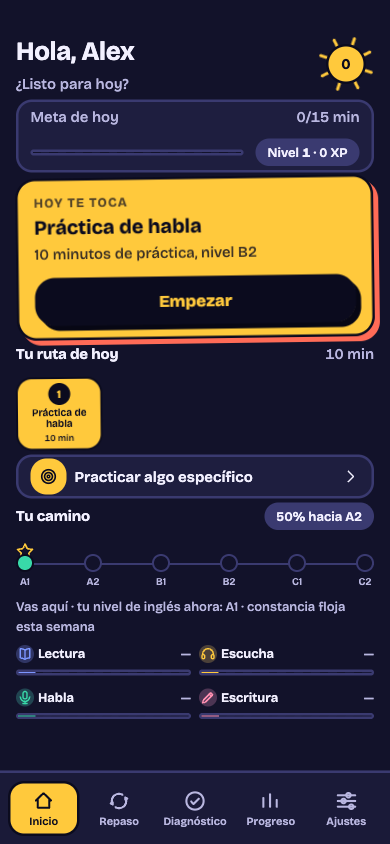 Hola, Alex
0
¿Listo para hoy?
Meta de hoy 0/15 min
Nivel 1 · 0 XP
HOY TE TOCA
Práctica de habla
10 minutos de práctica, nivel B2
Empezar
Tu ruta de hoy 10 min
1
Práctica de
habla
10 min
Practicar algo específico
Tu camino 50% hacia A2
A1 A2 B1 B2 C1 C2
Vas aquí · tu nivel de inglés ahora: A1 · constancia floja
esta semana
Lectura – Escucha –
Habla – Escritura –
Inicio Repaso Diagnóstico Progreso Ajustes